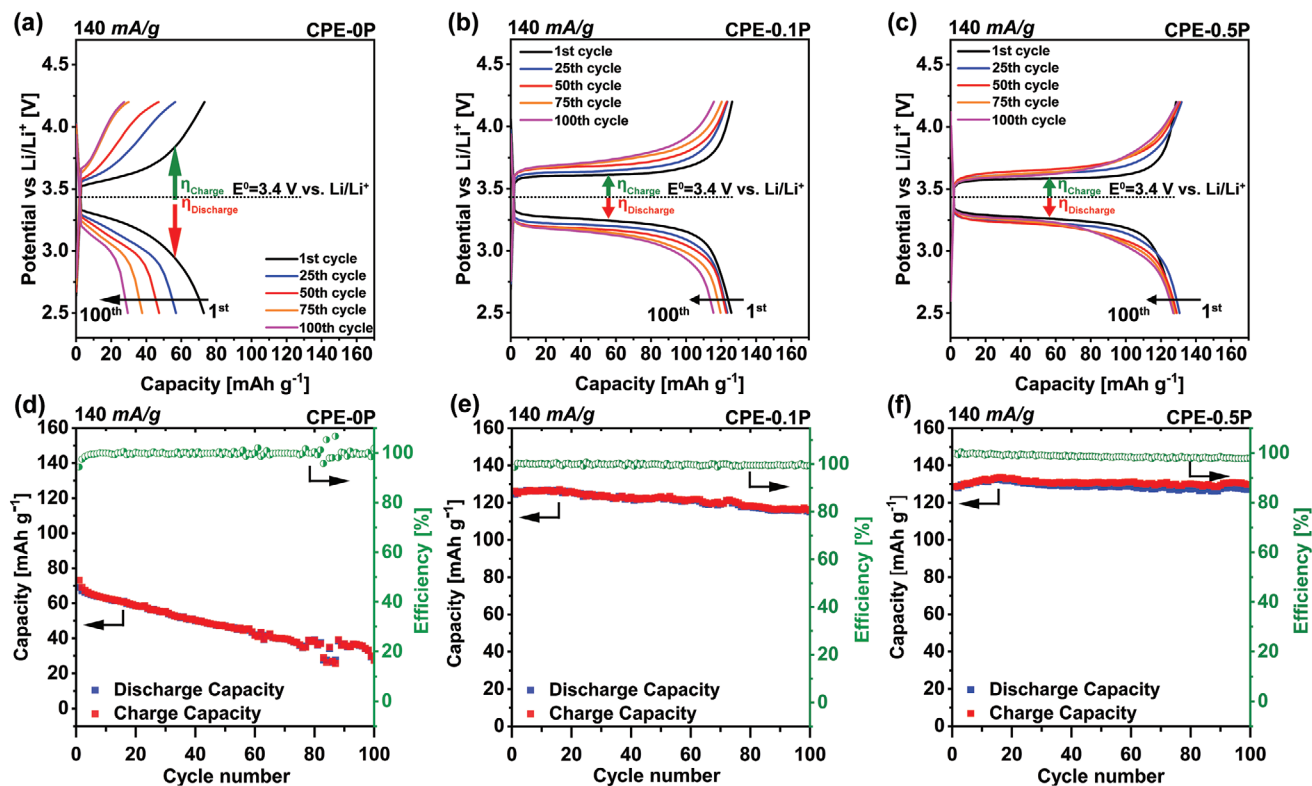 (a) 140 mA/g CPE-0P
Potential vs Li/Li⁺ [V]
4.5
4.0
3.5
3.0
2.5
ηCharge
E⁰=3.4 V vs. Li/Li⁺
ηDischarge
1st cycle
25th cycle
50th cycle
75th cycle
100th cycle
100th
1st
0 20 40 60 80 100 120 140 160
Capacity [mAh g⁻¹]
(b) 140 mA/g CPE-0.1P
1st cycle
25th cycle
50th cycle
75th cycle
100th cycle
Potential vs Li/Li⁺ [V]
4.5
4.0
3.5
3.0
2.5
ηCharge
E⁰=3.4 V vs. Li/Li⁺
ηDischarge
100th
1st
0 20 40 60 80 100 120 140 160
Capacity [mAh g⁻¹]
(c) 140 mA/g CPE-0.5P
1st cycle
25th cycle
50th cycle
75th cycle
100th cycle
Potential vs Li/Li⁺ [V]
4.5
4.0
3.5
3.0
2.5
ηCharge
E⁰=3.4 V vs. Li/Li⁺
ηDischarge
100th
1st
0 20 40 60 80 100 120 140 160
Capacity [mAh g⁻¹]
(d) 140 mA/g CPE-0P
Capacity [mAh g⁻¹]
160
140
120
100
80
60
40
20
0
Discharge Capacity
Charge Capacity
100
80
60
40
20
0
Efficiency [%]
0 20 40 60 80 100
Cycle number
(e) 140 mA/g CPE-0.1P
Capacity [mAh g⁻¹]
160
140
120
100
80
60
40
20
0
Discharge Capacity
Charge Capacity
100
80
60
40
20
0
Efficiency [%]
0 20 40 60 80 100
Cycle number
(f) 140 mA/g CPE-0.5P
Capacity [mAh g⁻¹]
160
140
120
100
80
60
40
20
0
Discharge Capacity
Charge Capacity
100
80
60
40
20
0
Efficiency [%]
0 20 40 60 80 100
Cycle number